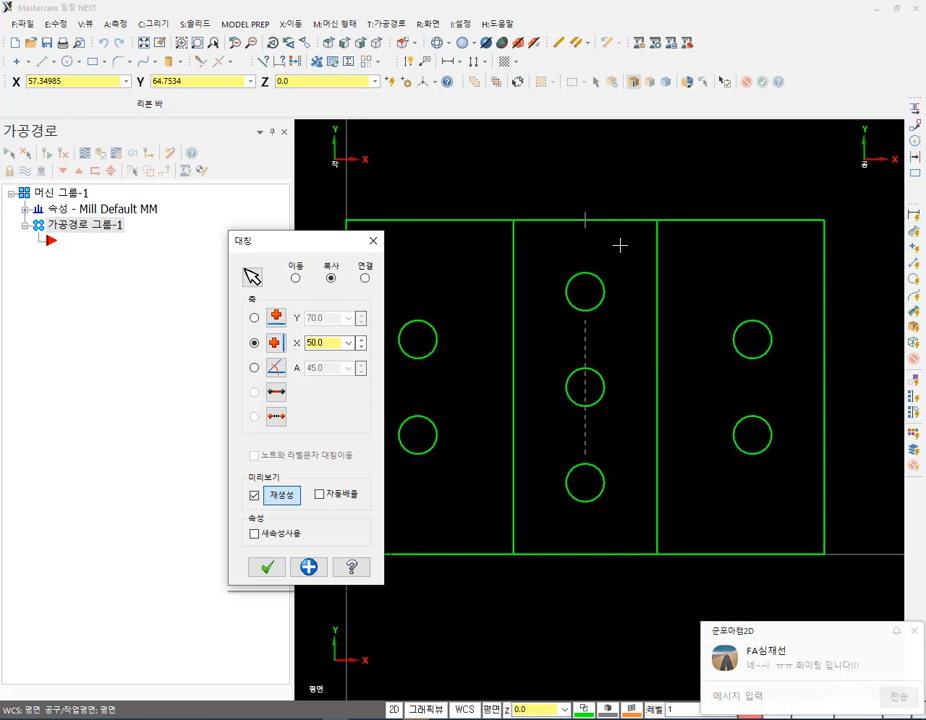 Mastercam 밀링 NEXT
F:파일 E:수정 V:뷰 A:측정 C:그리기 S:솔리드 MODEL PREP X:이동 M:머신 형태 T:가공경로 R:화면 I:설정 H:도움말
X 57.34985 Y 64.7534 Z 0.0
리본 바
가공경로
G1
머신 그룹-1
속성 - Mill Default MM
가공경로 그룹-1
Y
X
Y
X
대칭
이동 복사 연결
축
Y 70.0
X 50.0
A 45.0
노트와 라벨문자 대칭이동
미리보기
재생성 자동배율
속성
새속성사용
Y
X
평면
군포마캠2D
FA심재선
네~~! ㅠㅠ 화이팅 입니다!!!
메시지 입력 전송
WCS: 평면 공구/작업평면: 평면
2D 그래픽뷰 WCS 평면 Z 0.0 레벨 1